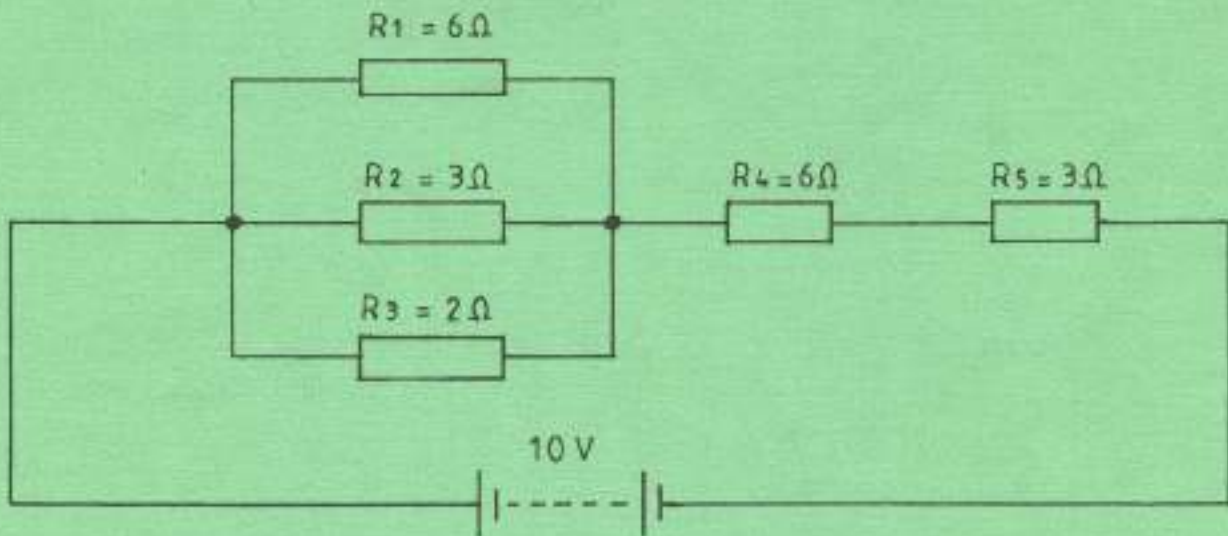 R1 = 6Ω
R2 = 3Ω
R4 = 6Ω
R5 = 3Ω
R3 = 2Ω
10 V